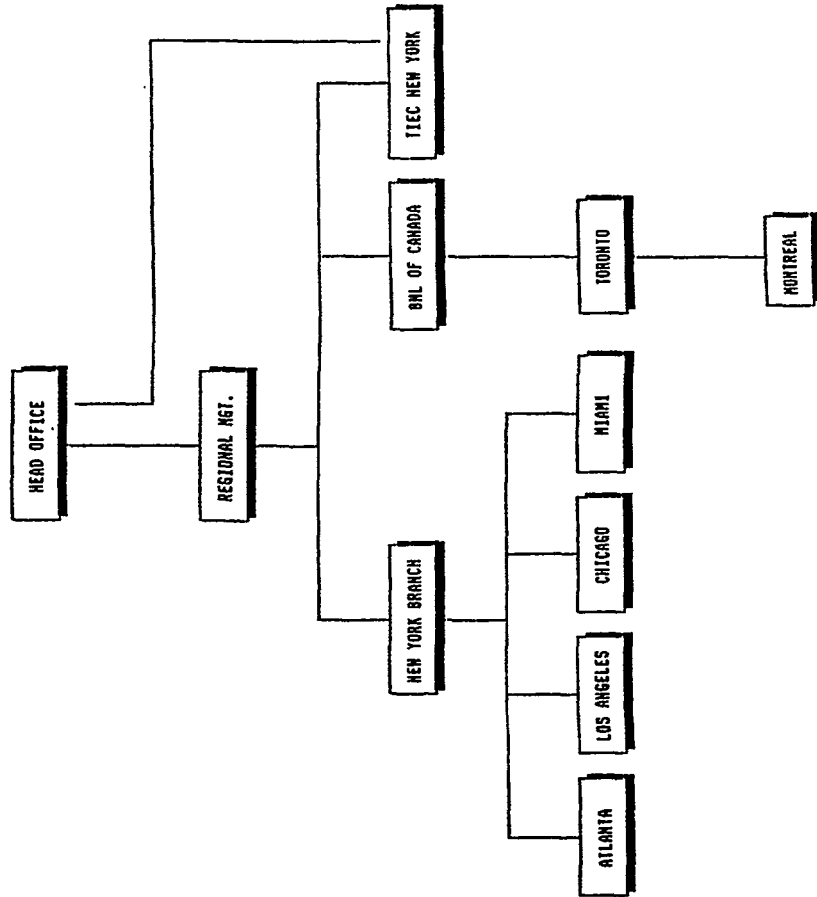 HEAD OFFICE
REGIONAL MGT.
NEW YORK BRANCH
BNL OF CANADA
TIEC NEW YORK
ATLANTA
LOS ANGELES
CHICAGO
MIAMI
TORONTO
MONTREAL